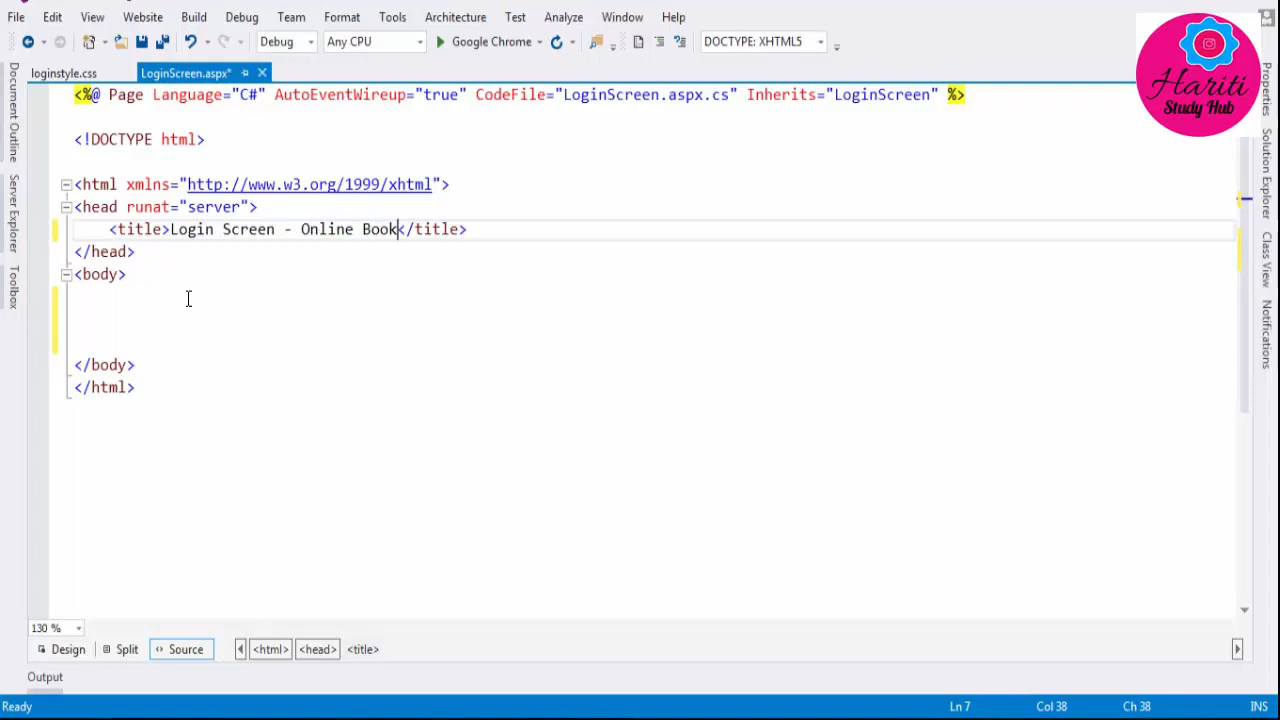 File Edit View Website Build Debug Team Format Tools Architecture Test Analyze Window Help
Debug Any CPU Google Chrome DOCTYPE: XHTML5
Hariti
Study Hub
loginstyle.css LoginScreen.aspx*
<%@ Page Language="C#" AutoEventWireup="true" CodeFile="LoginScreen.aspx.cs" Inherits="LoginScreen" %>
<!DOCTYPE html>
<html xmlns="http://www.w3.org/1999/xhtml">
<head runat="server">
<title>Login Screen - Online Book</title>
</head>
<body>
</body>
</html>
Document Outline
Server Explorer
Toolbox
Properties
Solution Explorer
Class View
Notifications
130 %
Design Split Source <html> <head> <title>
Output
Ready Ln 7 Col 38 Ch 38 INS